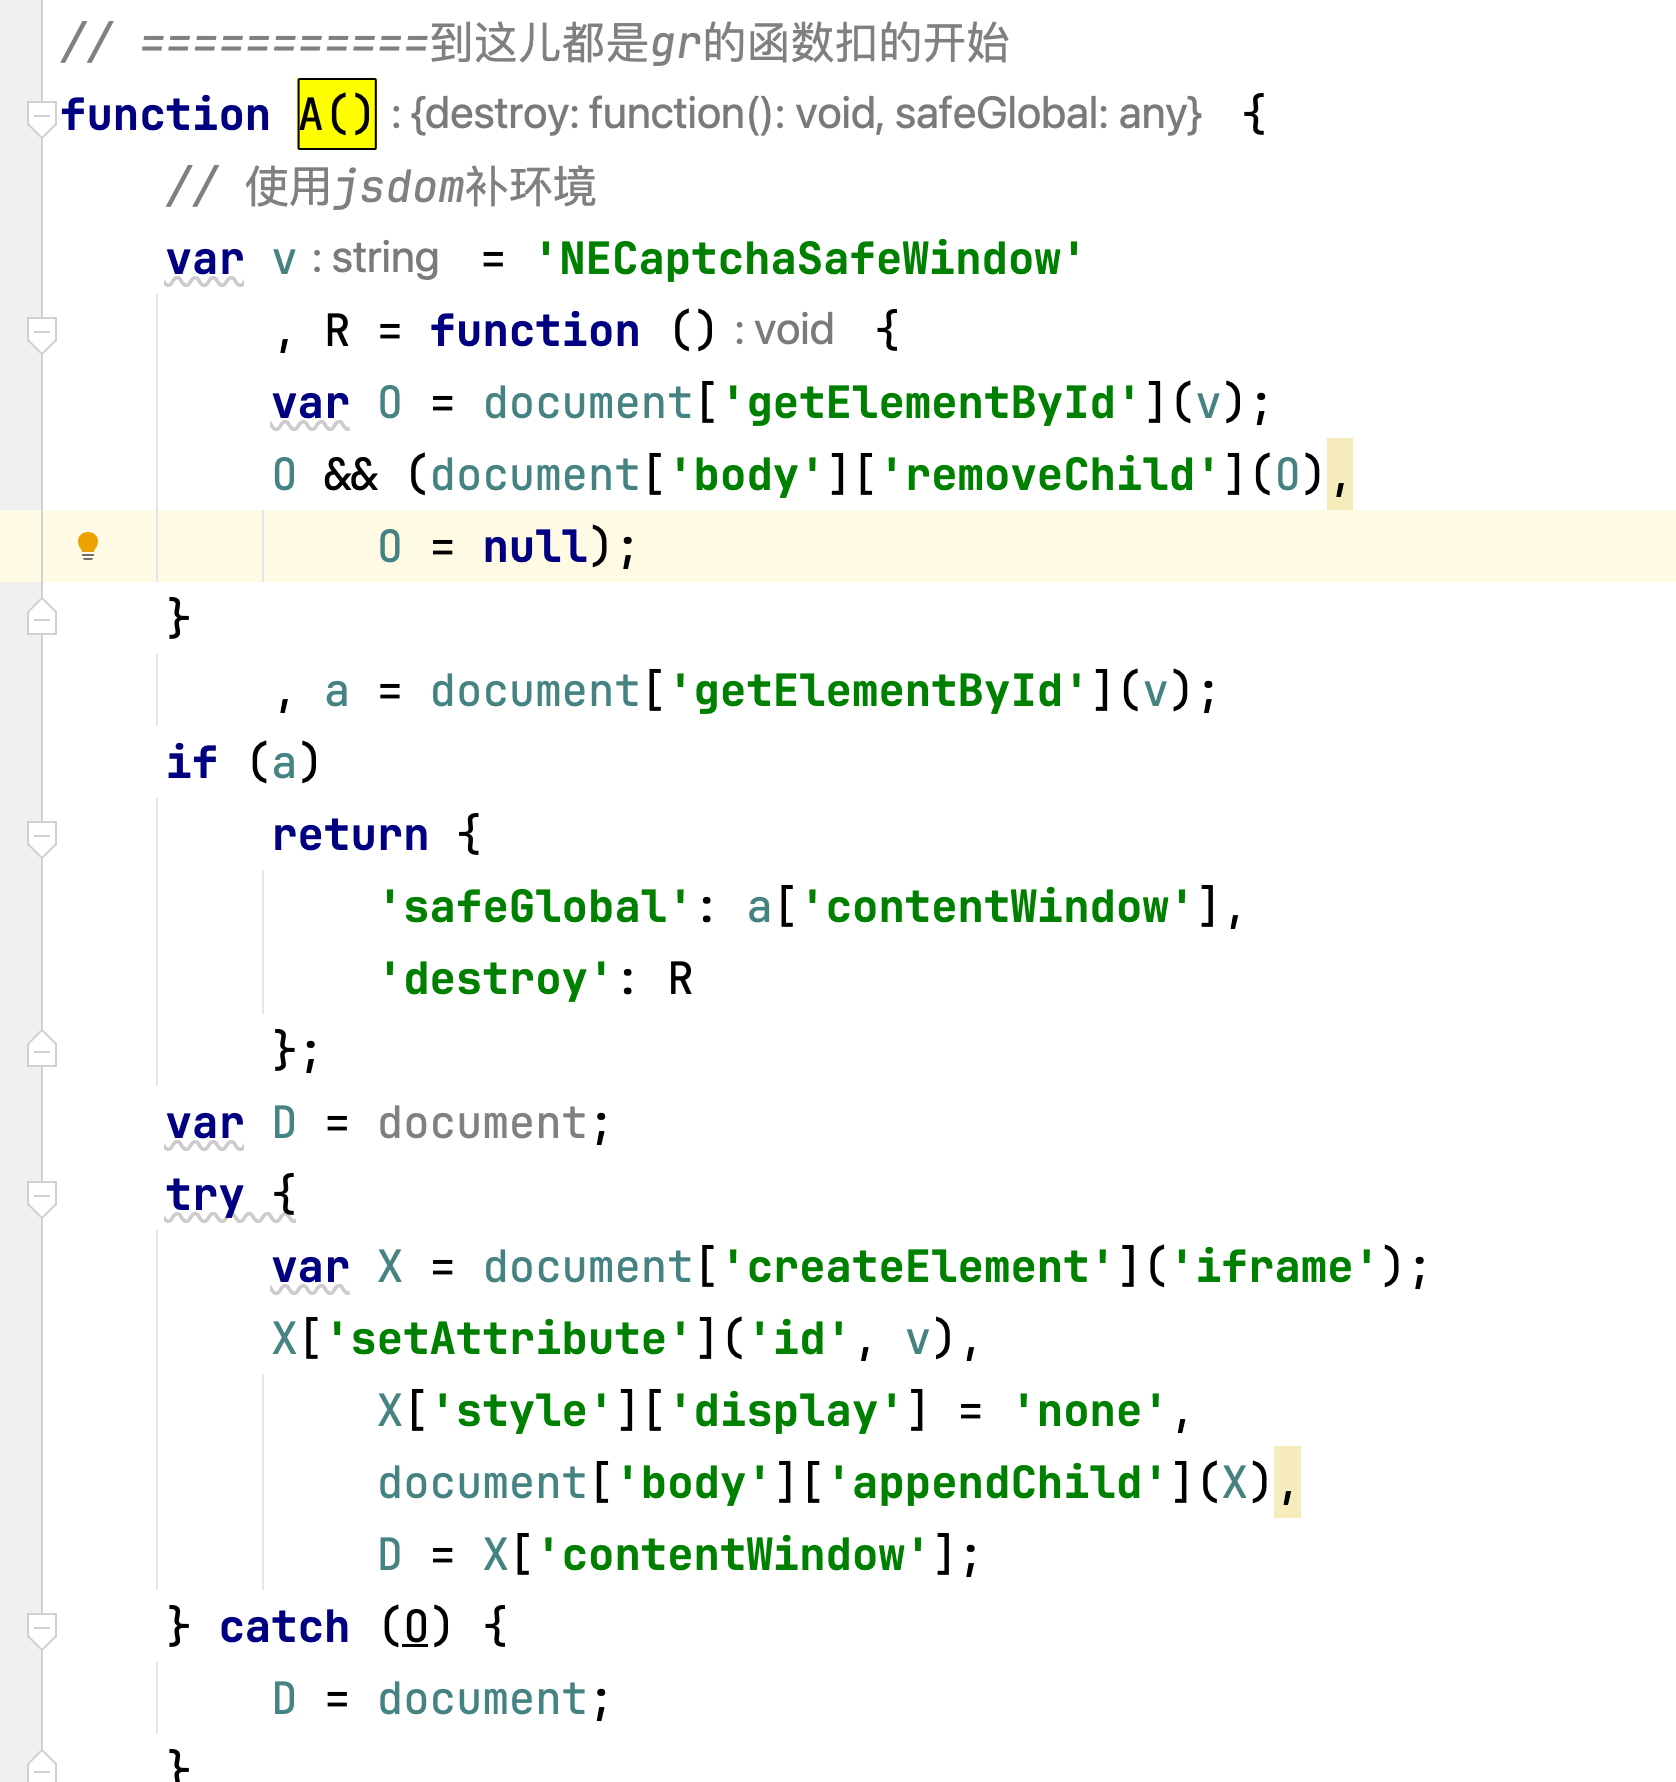 // ===========到这儿都是gr的函数扣的开始
function A() : {destroy: function(): void, safeGlobal: any} {
    // 使用jsdom补环境
    var v : string = 'NECaptchaSafeWindow'
        , R = function () : void {
        var O = document['getElementById'](v);
        O && (document['body']['removeChild'](O),
            O = null);
    }
        , a = document['getElementById'](v);
    if (a)
        return {
            'safeGlobal': a['contentWindow'],
            'destroy': R
        };
    var D = document;
    try {
        var X = document['createElement']('iframe');
        X['setAttribute']('id', v),
            X['style']['display'] = 'none',
            document['body']['appendChild'](X),
            D = X['contentWindow'];
    } catch (O) {
        D = document;
    }